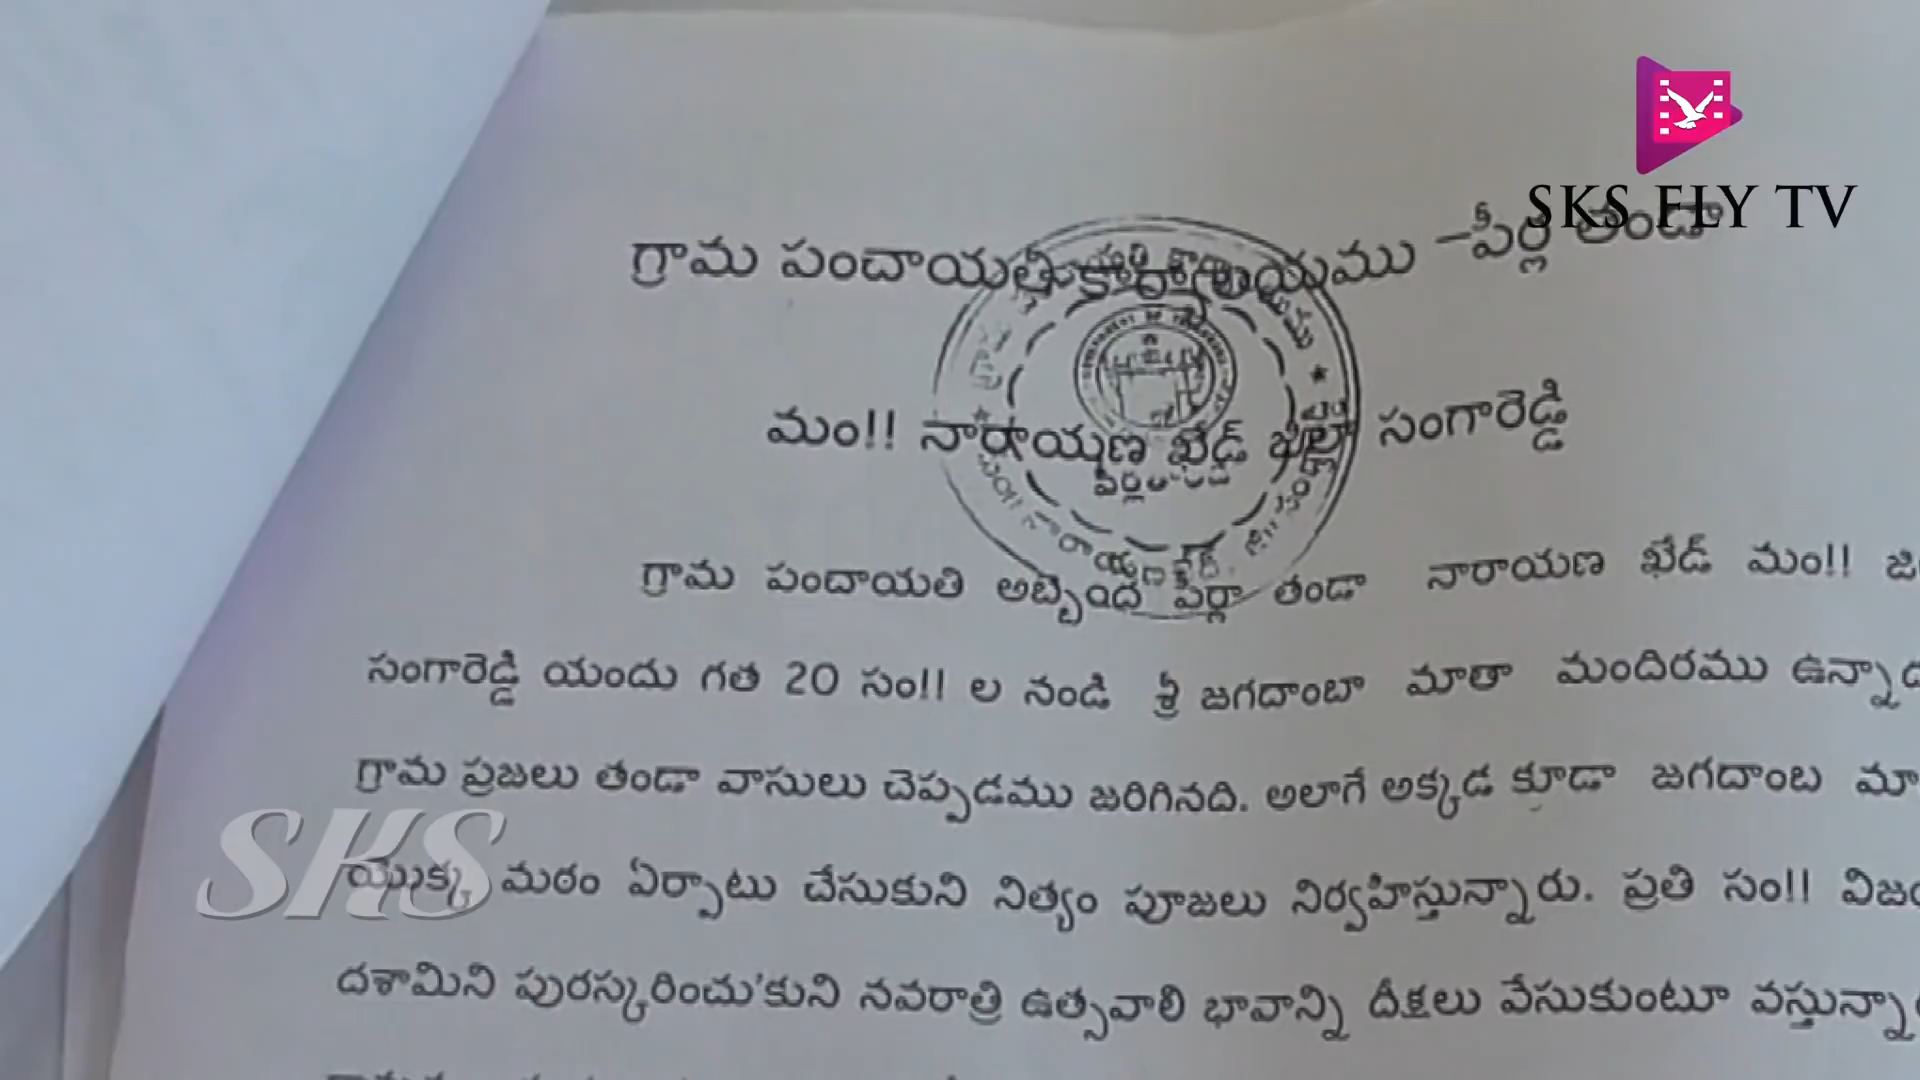 SKS FLY TV
గ్రామ పంచాయతి కార్యాలయము –పీర్ల తండా
మం!! నారాయణ ఖేడ్ జిల్లా సంగారెడ్డి
గ్రామ పందాయతి అబ్బెంద పీర్లా తండా నారాయణ ఖేడ్ మం!!
సంగారెడ్డి యందు గత 20 సం!! ల నండి శ్రీ జగదాంబా మాతా మందిరము
గ్రామ ప్రజలు తండా వాసులు చెప్పడము జరిగినది. అలాగే అక్కడ కూడా జగదాంబ
యొక్క మఠం ఏర్పాటు చేసుకుని నిత్యం పూజలు నిర్వహిస్తున్నారు. ప్రతి సం!!
దశామిని పురస్కరించు'కుని నవరాత్రి ఉత్సవాలి భావాన్ని దీక్షలు వేసుకుంటూ
SKS